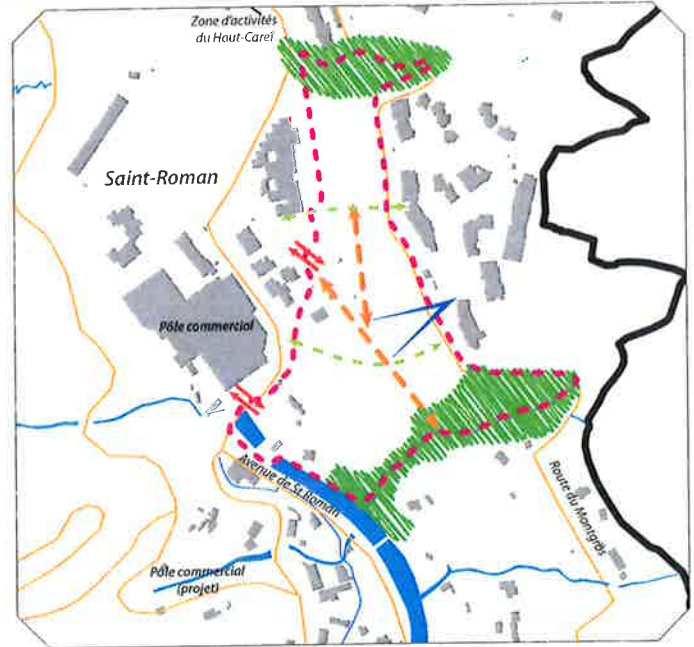 Zone d'activités
du Haut-Careï
Saint-Roman
Pôle commercial
Avenue de St Roman
Route du Montgros
Pôle commercial
(projet)